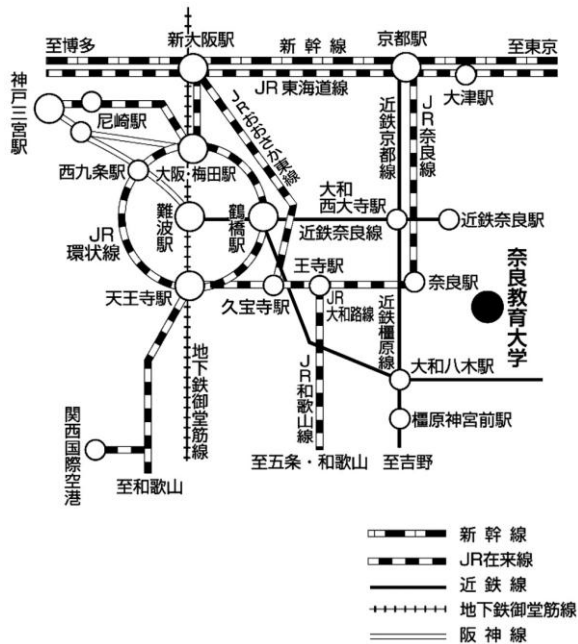 至博多
新大阪駅
新幹線
京都駅
至東京
JR東海道線
大津駅
神戸三宮駅
尼崎駅
JRおおさか東線
近鉄京都線
JR奈良線
西九条駅
大阪・梅田駅
大和
西大寺駅
難波駅
鶴橋駅
近鉄奈良線
近鉄奈良駅
JR
環状線
王寺駅
奈良駅
奈良教育大学
天王寺駅
久宝寺駅
JR
大和路線
近鉄橿原線
地下鉄御堂筋線
JR和歌山線
大和八木駅
橿原神宮前駅
関西国際空港
至和歌山
至五条・和歌山
至吉野
新幹線
JR在来線
近鉄線
地下鉄御堂筋線
阪神線